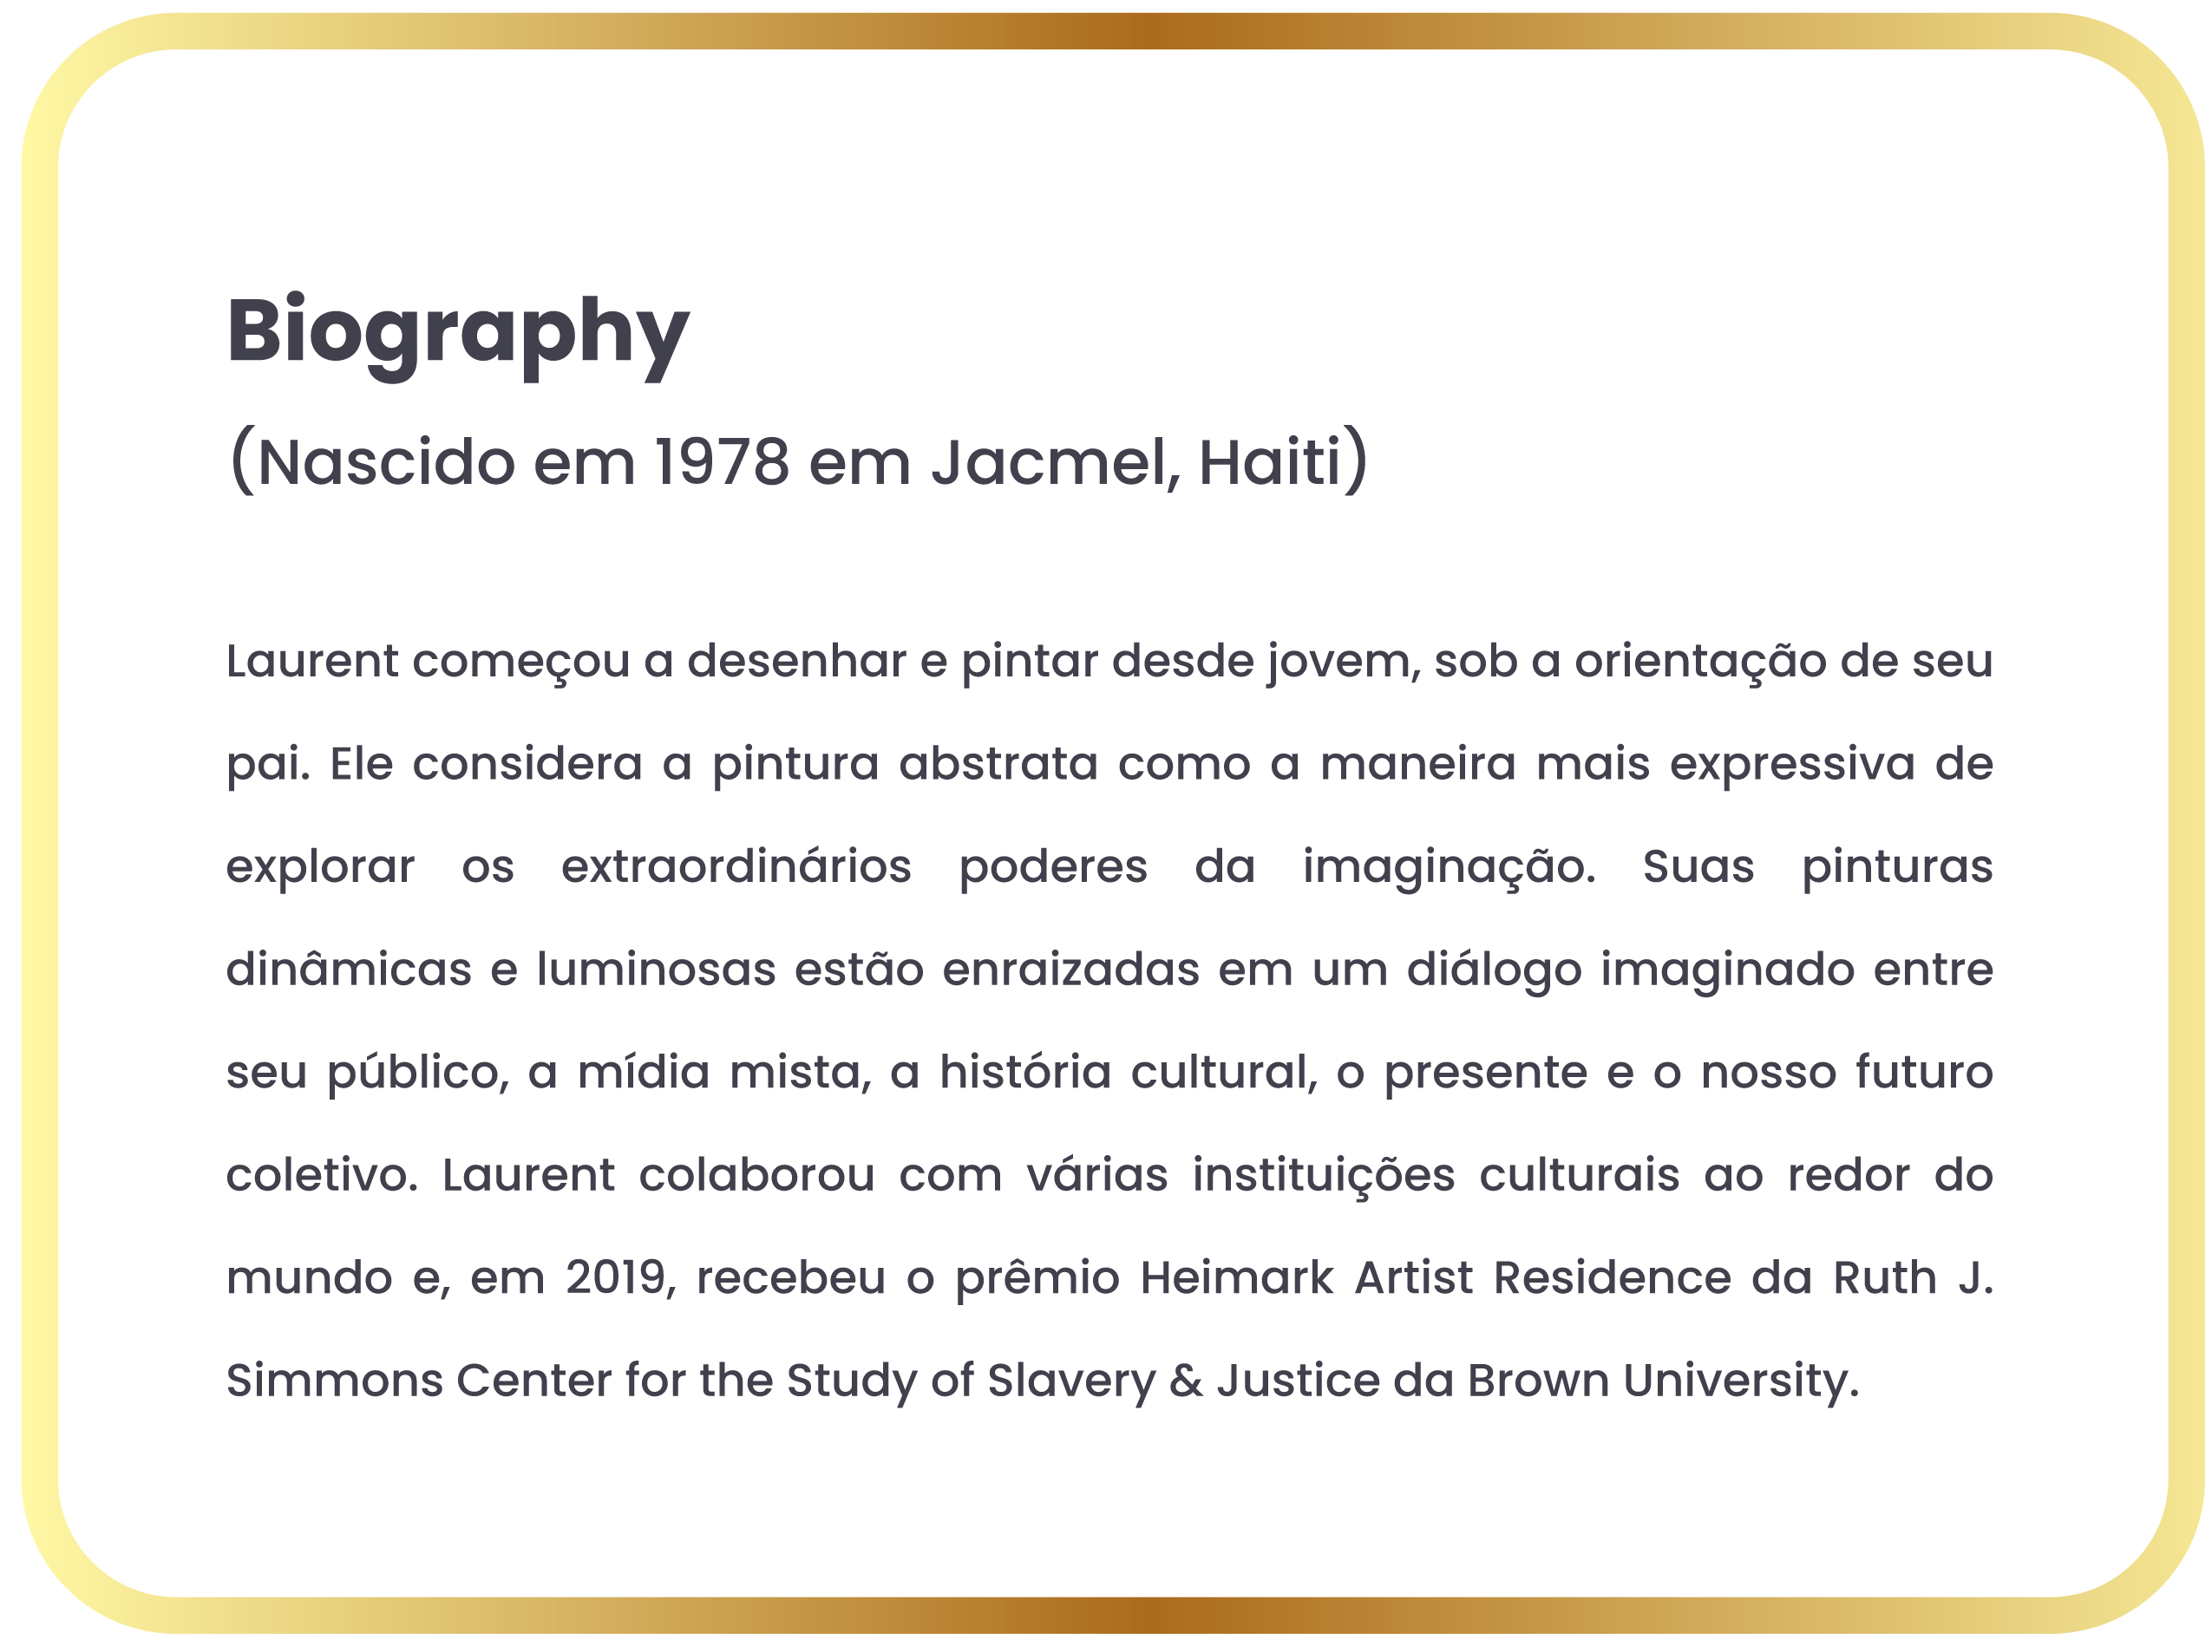 Biography
(Nascido em 1978 em Jacmel, Haiti)
Laurent começou a desenhar e pintar desde jovem, sob a orientação de seu
pai. Ele considera a pintura abstrata como a maneira mais expressiva de
explorar os extraordinários poderes da imaginação. Suas pinturas
dinâmicas e luminosas estão enraizadas em um diálogo imaginado entre
seu público, a mídia mista, a história cultural, o presente e o nosso futuro
coletivo. Laurent colaborou com várias instituições culturais ao redor do
mundo e, em 2019, recebeu o prêmio Heimark Artist Residence da Ruth J.
Simmons Center for the Study of Slavery & Justice da Brown University.